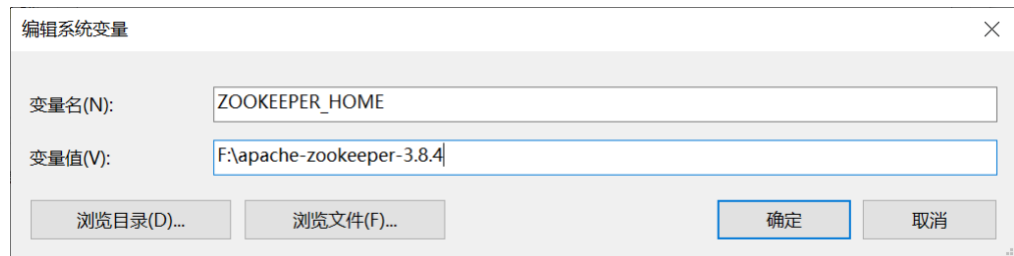 编辑系统变量
变量名(N): ZOOKEEPER_HOME
变量值(V): F:\apache-zookeeper-3.8.4
浏览目录(D)... 浏览文件(F)... 确定 取消